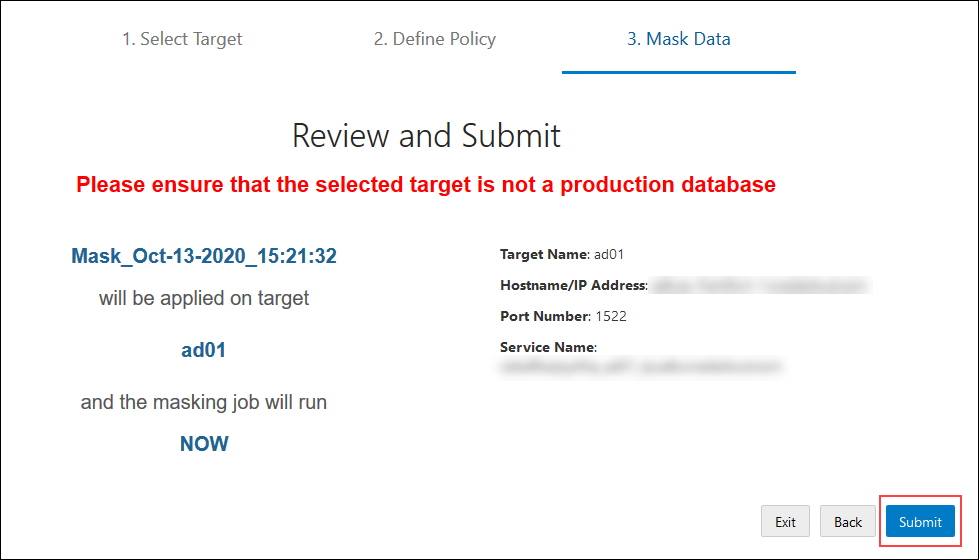 1. Select Target
2. Define Policy
3. Mask Data
Review and Submit
Please ensure that the selected target is not a production database
Mask_Oct-13-2020_15:21:32
will be applied on target
ad01
and the masking job will run
NOW
Target Name: ad01
Hostname/IP Address:
Port Number: 1522
Service Name:
Exit
Back
Submit